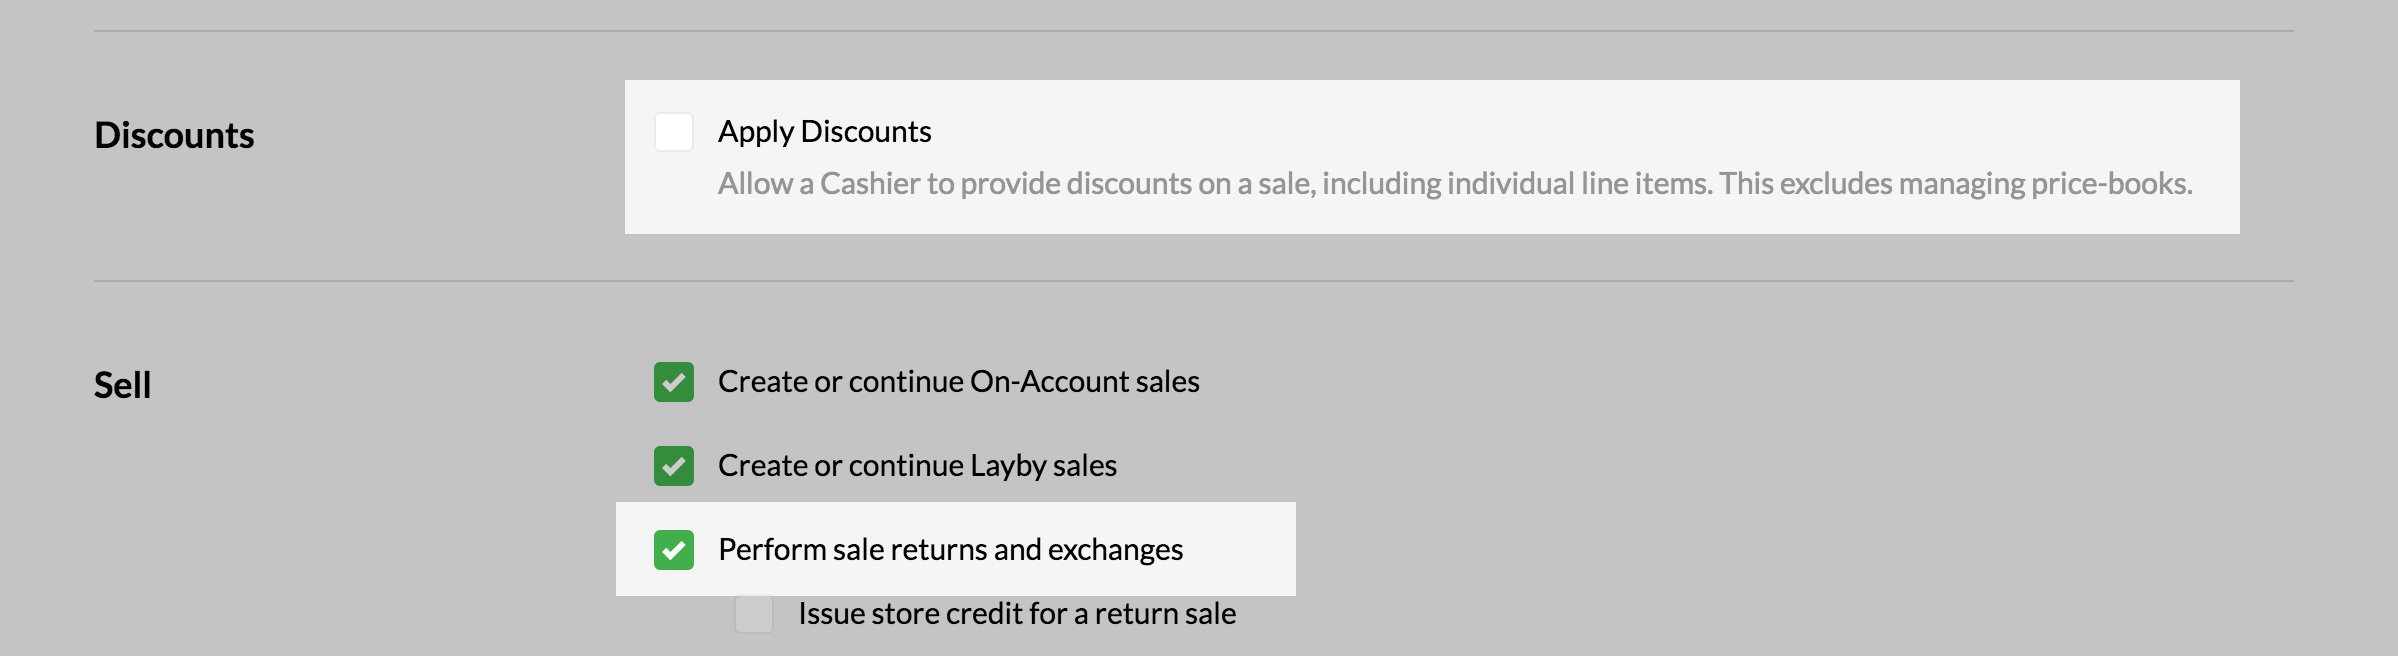 Discounts
Apply Discounts
Allow a Cashier to provide discounts on a sale, including individual line items. This excludes managing price-books.
Sell
Create or continue On-Account sales
Create or continue Layby sales
Perform sale returns and exchanges
Issue store credit for a return sale